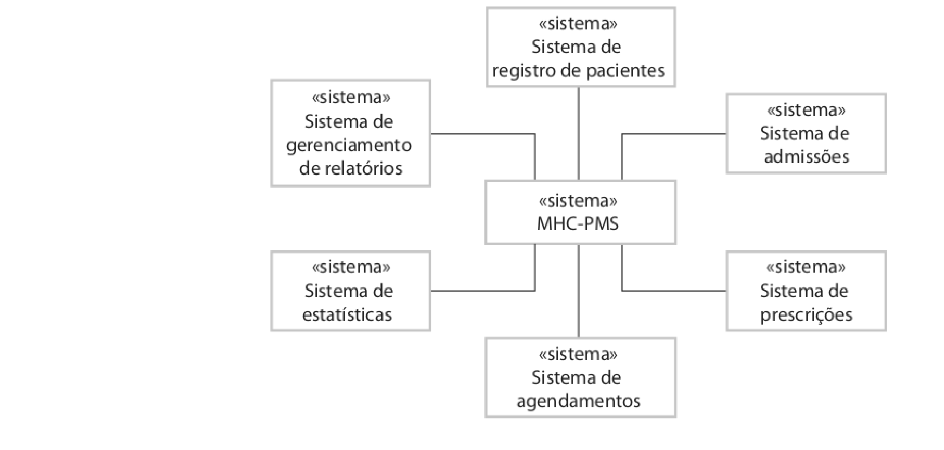 «sistema»
Sistema de
registro de pacientes
«sistema»
Sistema de
gerenciamento
de relatórios
«sistema»
Sistema de
admissões
«sistema»
MHC-PMS
«sistema»
Sistema de
estatísticas
«sistema»
Sistema de
prescrições
«sistema»
Sistema de
agendamentos